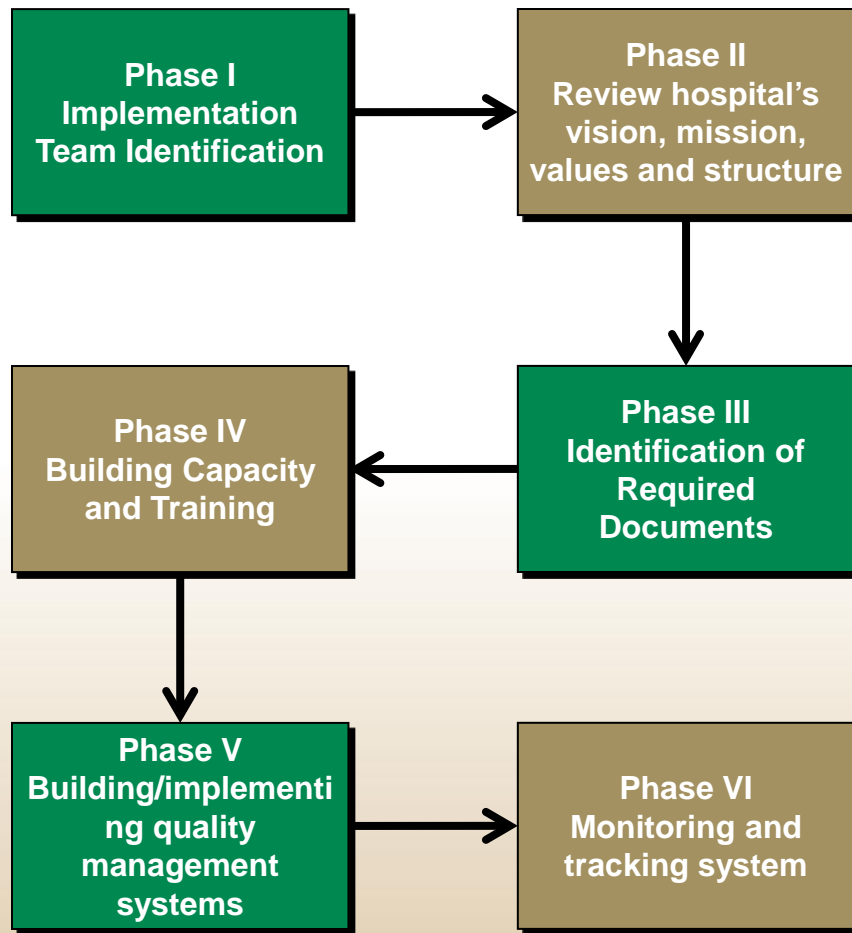 Phase I
Implementation
Team Identification
Phase II
Review hospital’s
vision, mission,
values and structure
Phase III
Identification of
Required
Documents
Phase IV
Building Capacity
and Training
Phase V
Building/implementi
ng quality
management
systems
Phase VI
Monitoring and
tracking system